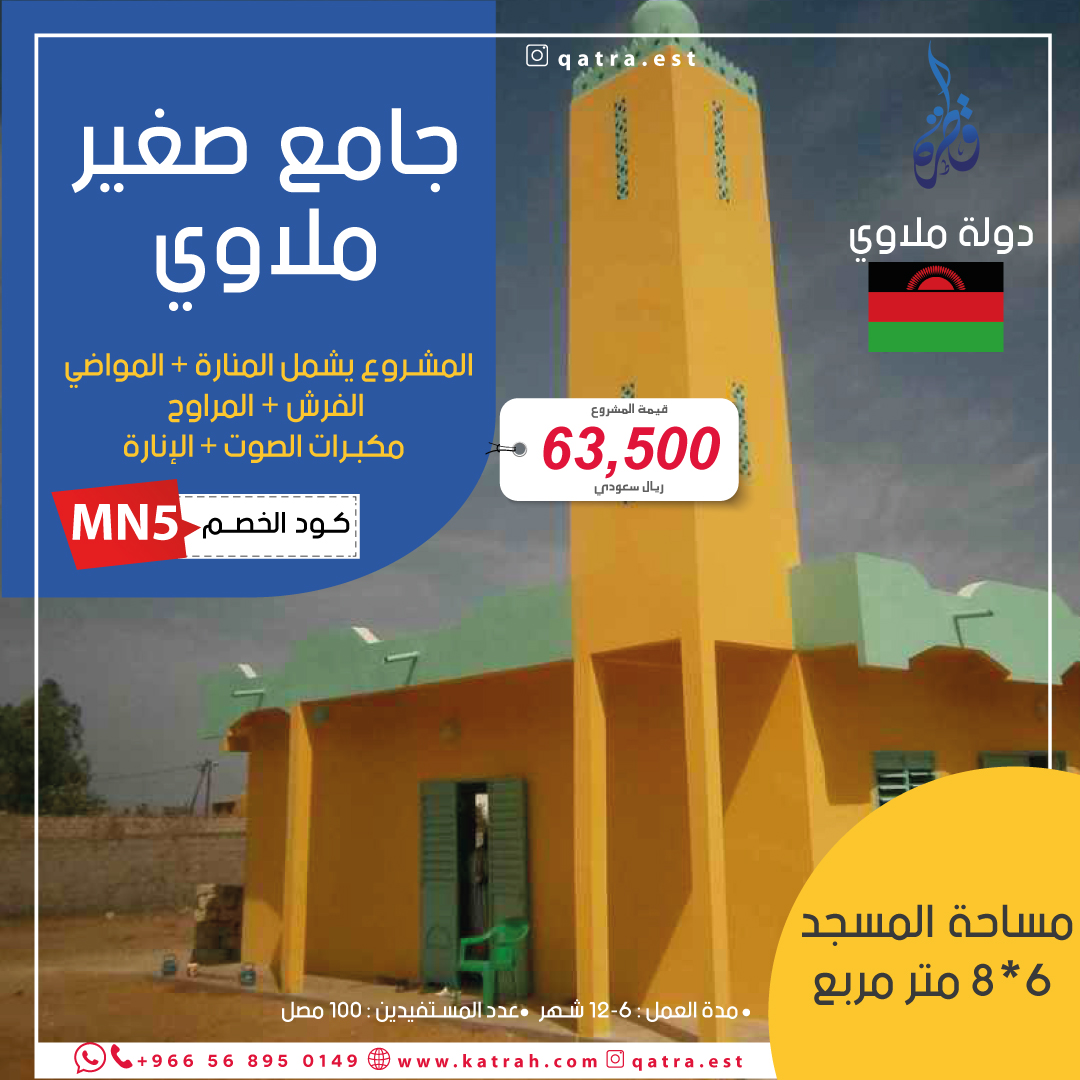 qatra.est
جامع صغير
ملاوي
قطرة
دولة ملاوي
المشروع يشمل المنارة + المواضي
الفرش + المراوح
مكبرات الصوت + الإنارة
قيمة المشروع
63,500
ريال سعودي
كود الخصم MN5
مساحة المسجد
6*8 متر مربع
• مدة العمل : 6-12 شهر •عدد المستفيدين : 100 مصل
+966 56 895 0149 www.katrah.com qatra.est